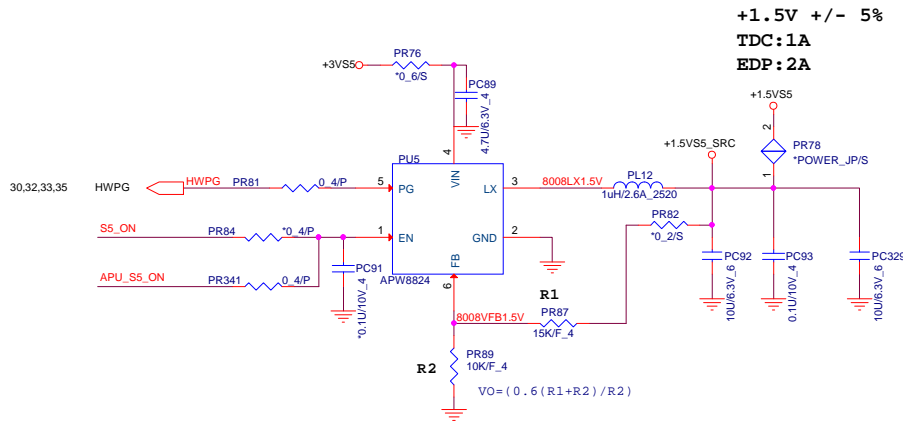 +1.5V +/- 5%
TDC:1A
EDP:2A
+3VS5
PR76
*0_6/S
PC89
4.7U/6.3V_4
+1.5VS5
+1.5VS5_SRC
2
PR78
*POWER_JP/S
1
30,32,33,35
HWPG
HWPG
PR81
0_4/P
PU5
4
VIN
5
PG
LX
3
8008LX1.5V
PL12
1uH/2.6A_2520
S5_ON
PR84
*0_4/P
1
EN
GND
2
PR82
*0_2/S
APU_S5_ON
PR341
0_4/P
PC91
*0.1U/10V_4
FB
APW8824
6
PC92
10U/6.3V_6
PC93
0.1U/10V_4
PC329
10U/6.3V_6
R1
8008VFB1.5V
PR87
15K/F_4
R2
PR89
10K/F_4
VO=(0.6(R1+R2)/R2)